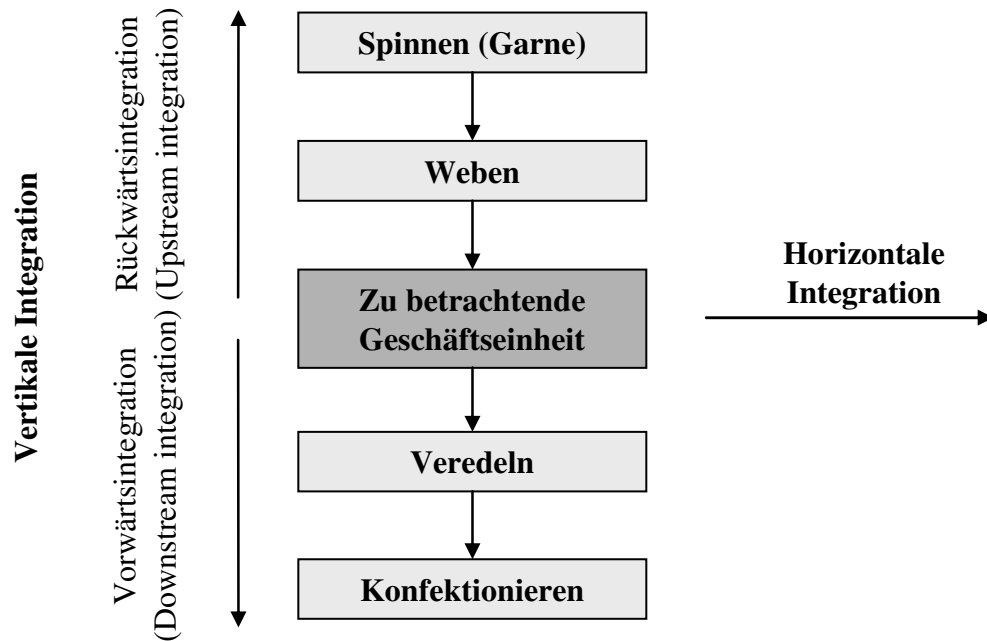 Vertikale Integration
Rückwärtsintegration
(Upstream integration)
Vorwärtsintegration
(Downstream integration)
Spinnen (Garne)
Weben
Zu betrachtende
Geschäftseinheit
Veredeln
Konfektionieren
Horizontale
Integration